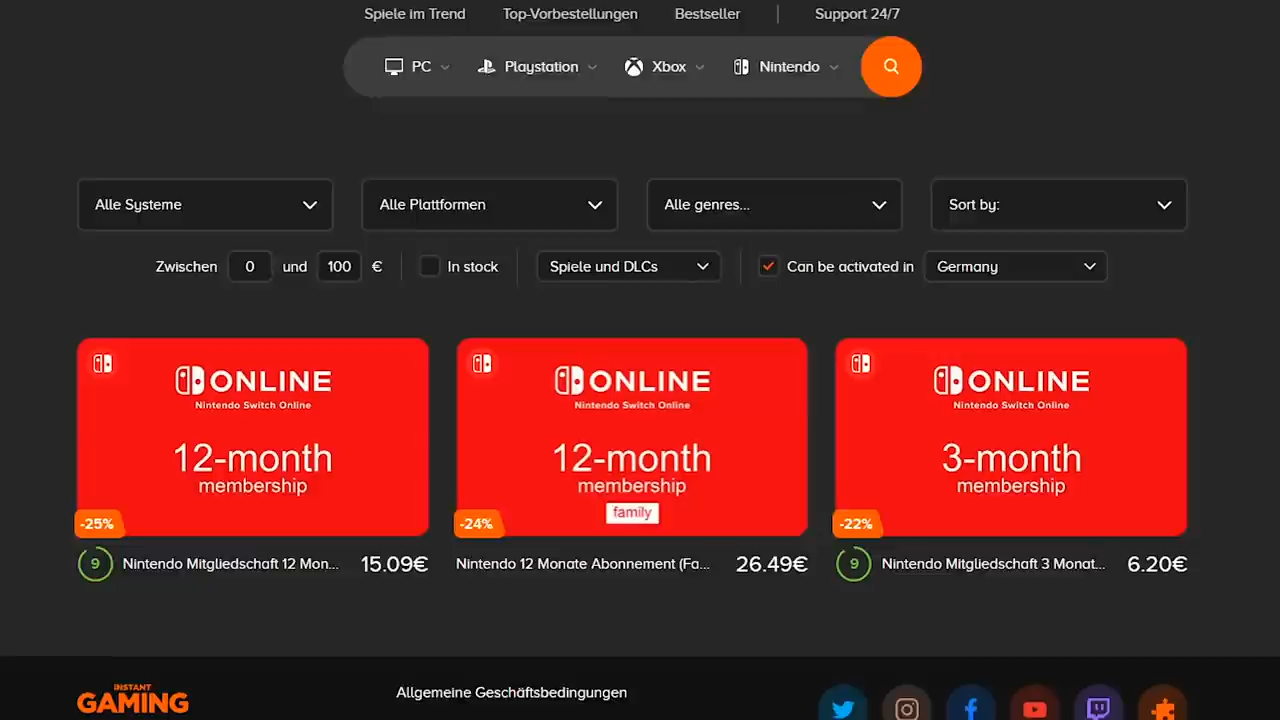 Spiele im Trend Top-Vorbestellungen Bestseller Support 24/7
PC Playstation Xbox Nintendo
Alle Systeme Alle Plattformen Alle genres... Sort by:
Zwischen 0 und 100 € In stock Spiele und DLCs Can be activated in Germany
ONLINE ONLINE ONLINE
Nintendo Switch Online Nintendo Switch Online Nintendo Switch Online
12-month 12-month 3-month
membership membership membership
family
-25% -24% -22%
9 Nintendo Mitgliedschaft 12 Mon... 15.09€ Nintendo 12 Monate Abonnement (Fa... 26.49€ 9 Nintendo Mitgliedschaft 3 Monat... 6.20€
INSTANT
GAMING Allgemeine Geschäftsbedingungen